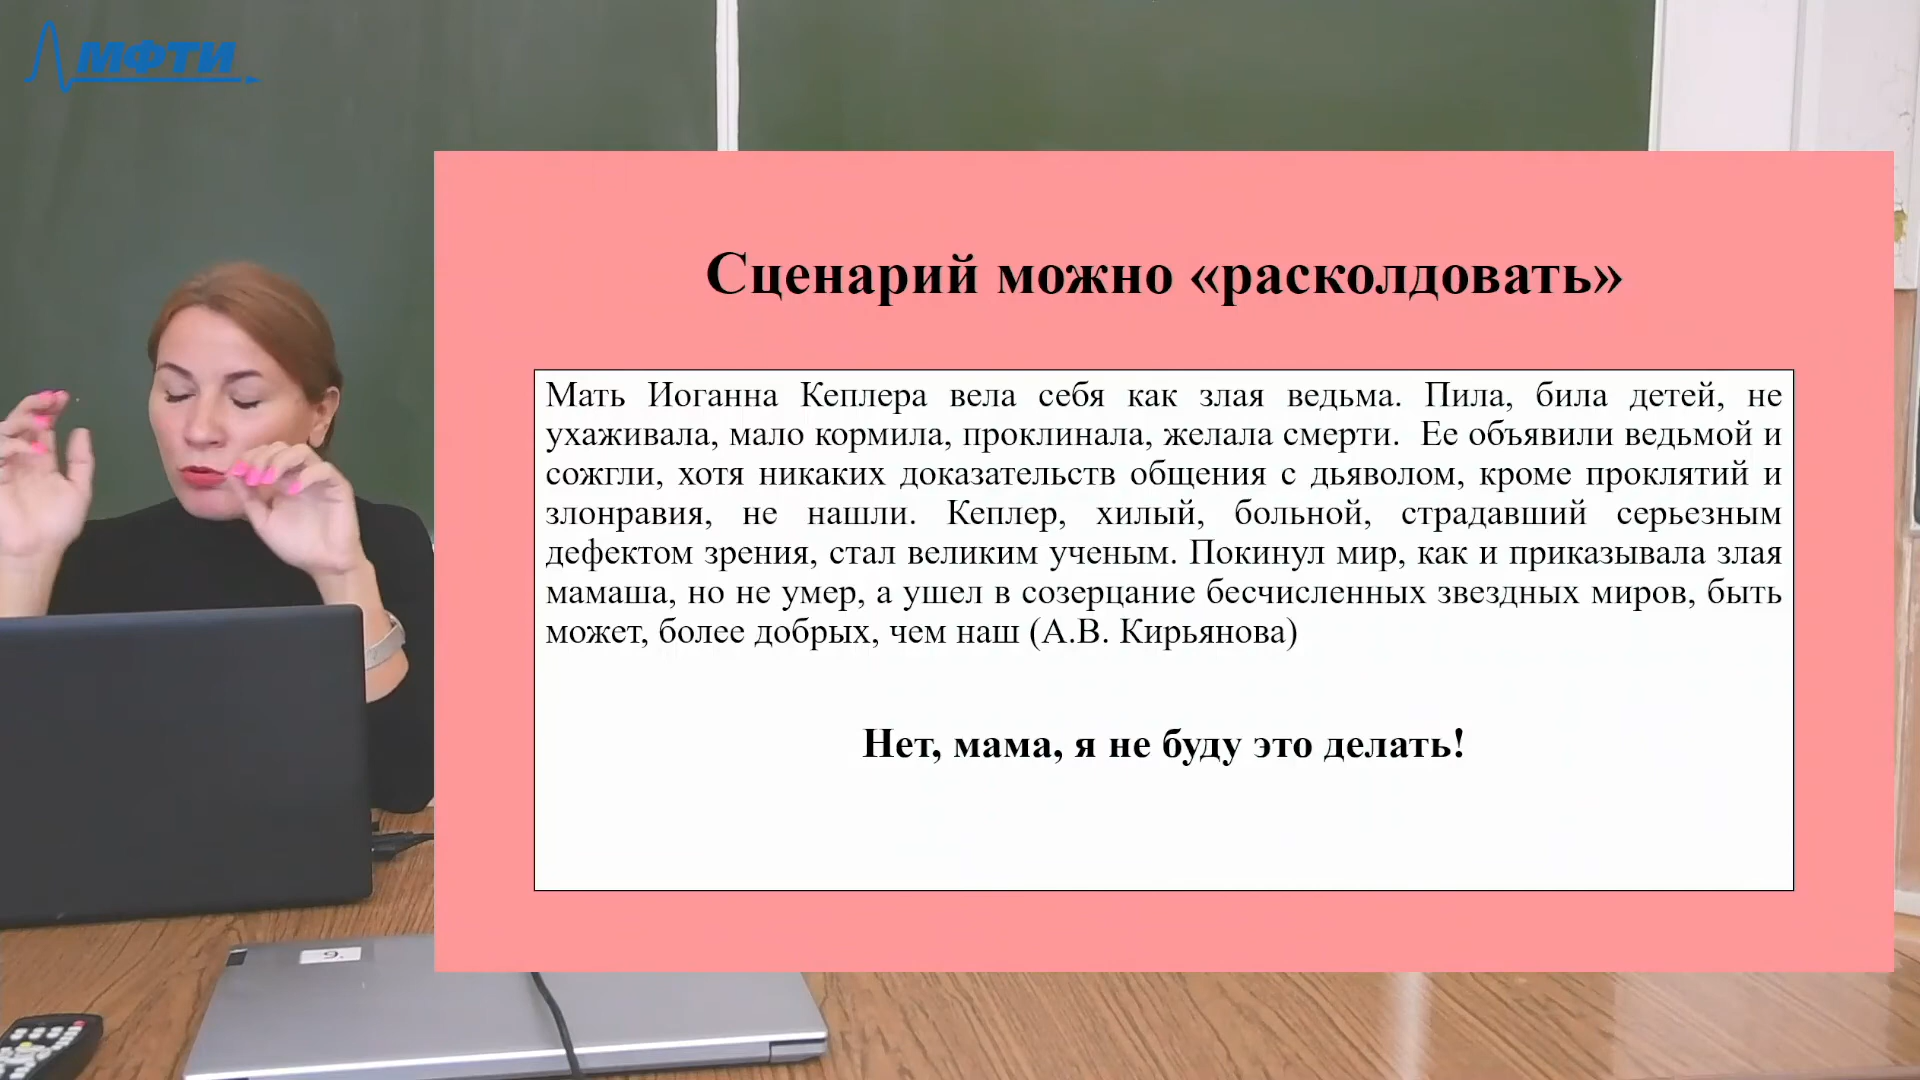 МФТИ
Сценарий можно «расколдовать»
Мать Иоганна Кеплера вела себя как злая ведьма. Пила, била детей, не
ухаживала, мало кормила, проклинала, желала смерти. Ее объявили ведьмой и
сожгли, хотя никаких доказательств общения с дьяволом, кроме проклятий и
злонравия, не нашли. Кеплер, хилый, больной, страдавший серьезным
дефектом зрения, стал великим ученым. Покинул мир, как и приказывала злая
мамаша, но не умер, а ушел в созерцание бесчисленных звездных миров, быть
может, более добрых, чем наш (А.В. Кирьянова)
Нет, мама, я не буду это делать!